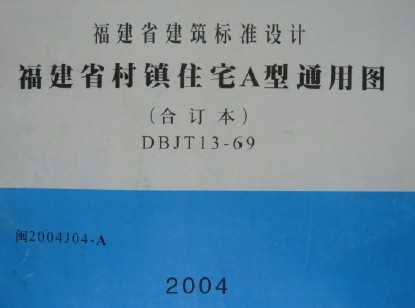 福建省建筑标准设计
福建省村镇住宅A型通用图
(合订本)
DBJT13-69
闽2004J04-A
2004